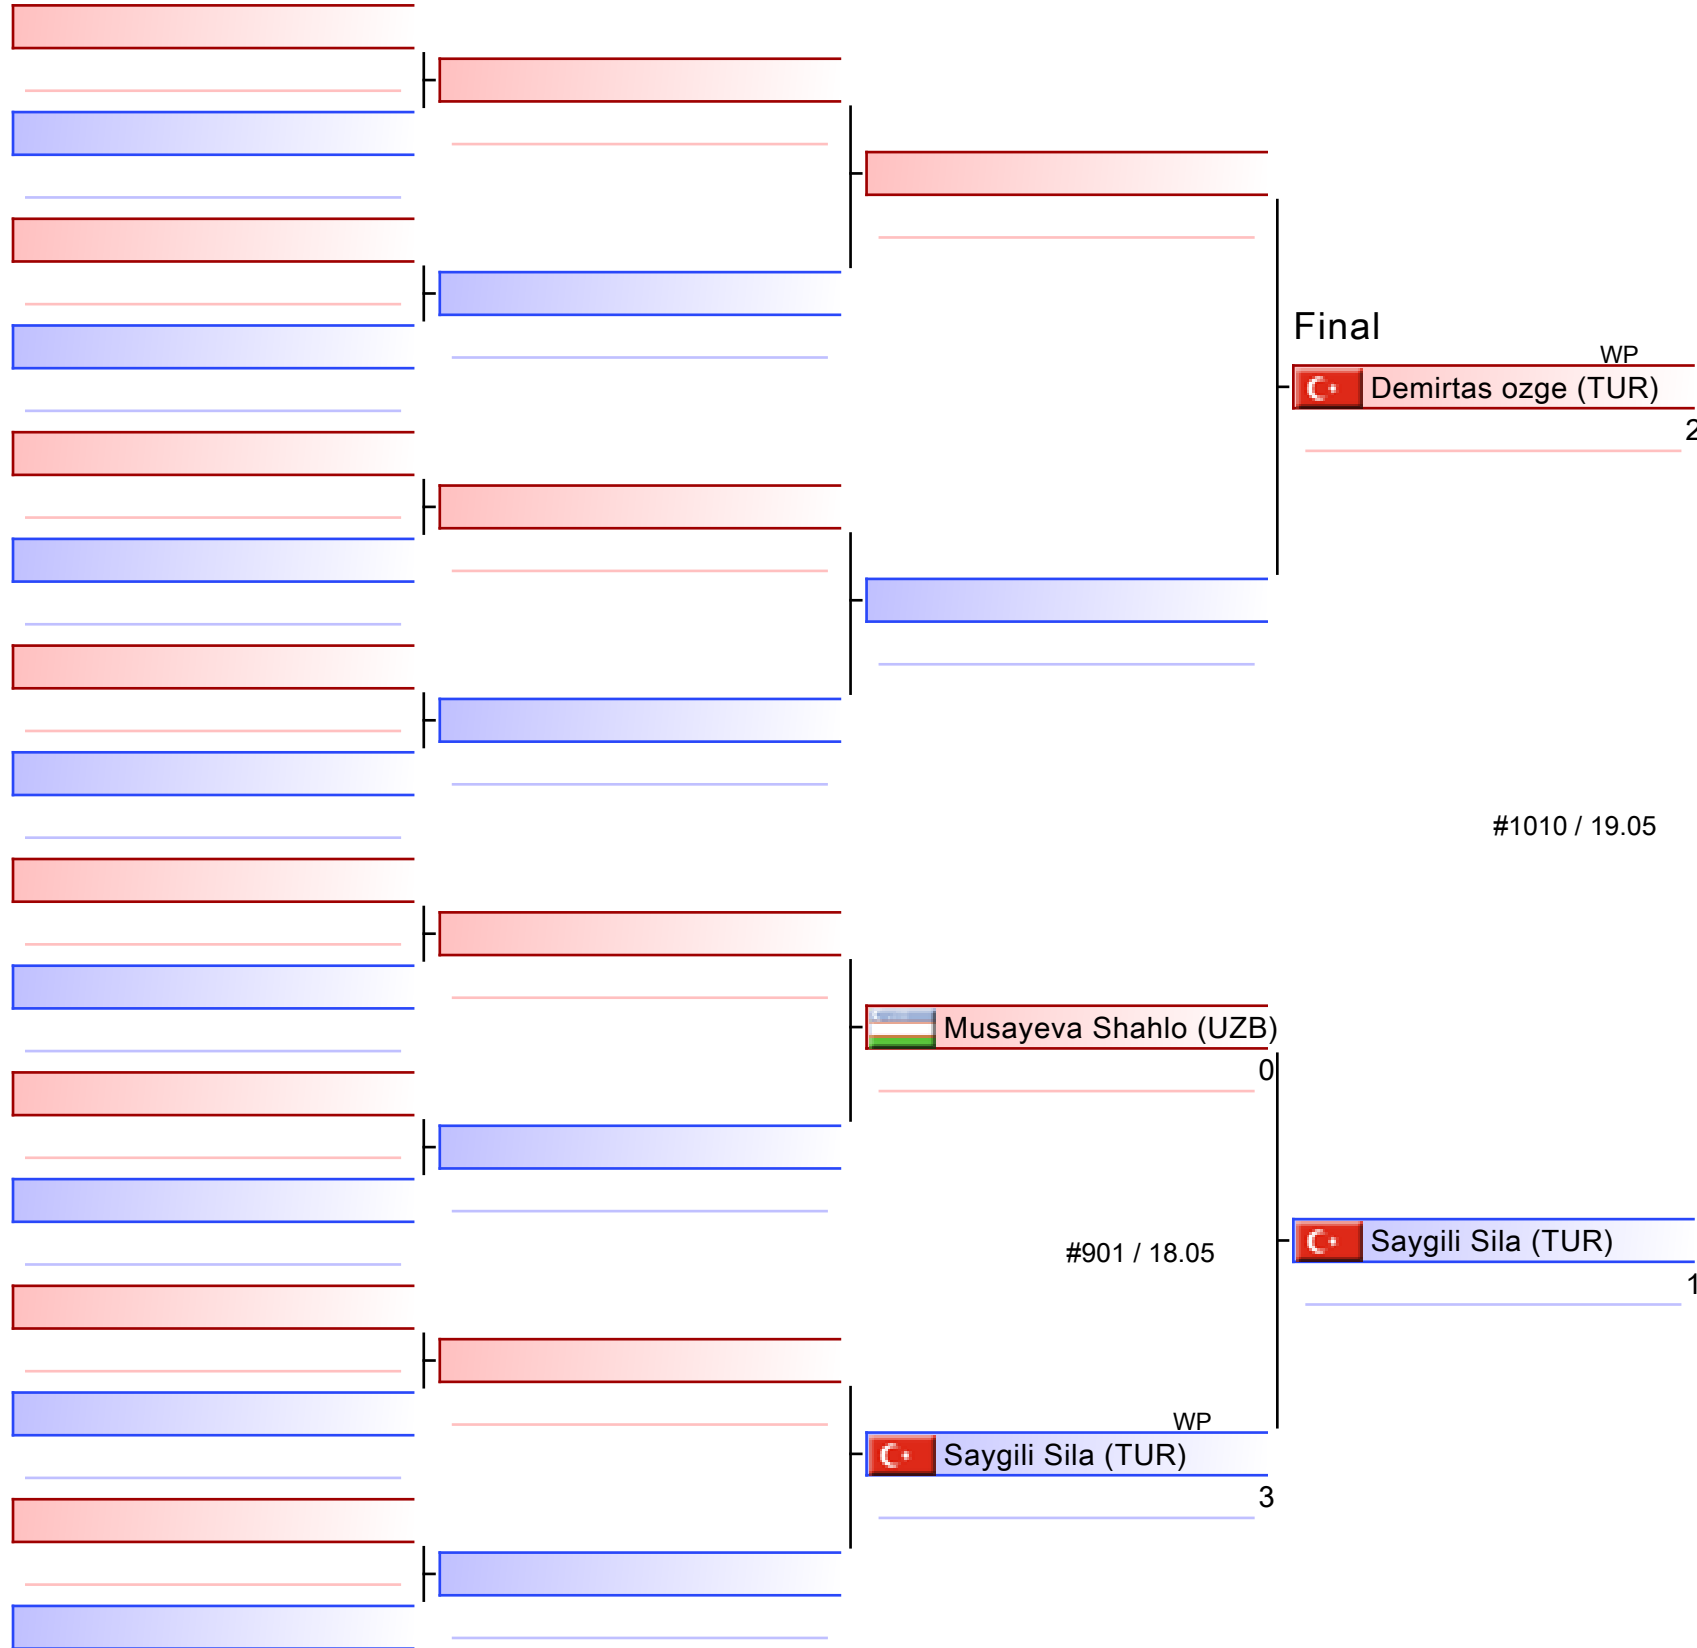 Final
WP
Demirtas ozge (TUR)
2
#1010 / 19.05
Musayeva Shahlo (UZB)
0
#901 / 18.05
Saygili Sila (TUR)
1
WP
Saygili Sila (TUR)
3